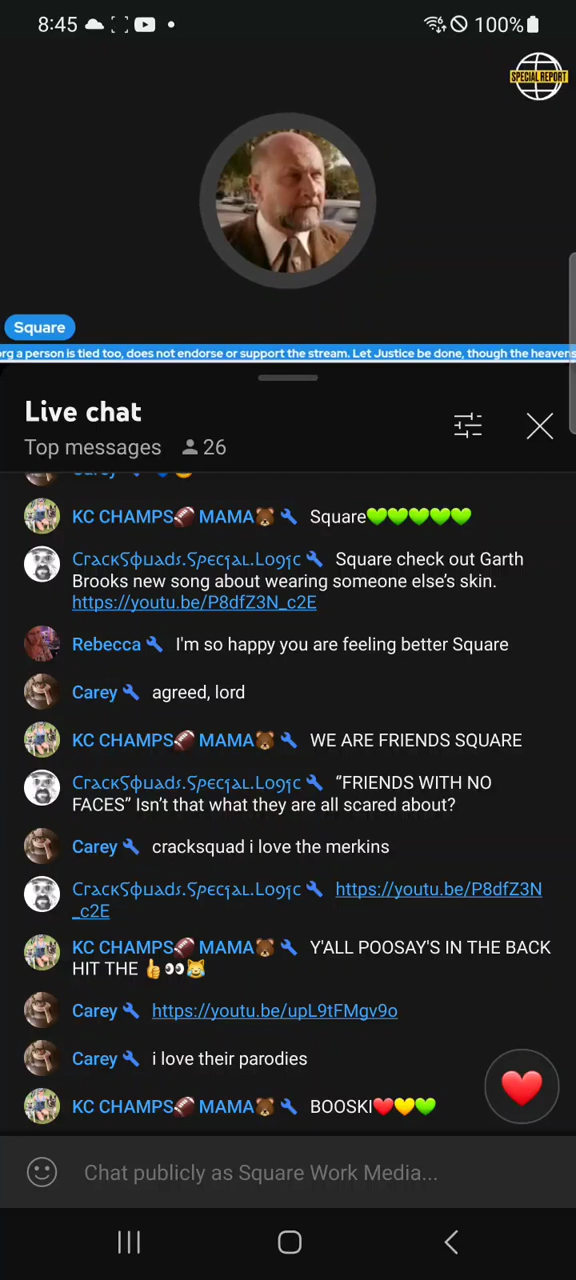 8:45
100%
SPECIAL REPORT
Square
org a person is tied too, does not endorse or support the stream. Let Justice be done, though the heavens
Live chat
Top messages 26
Carey
KC CHAMPS🏈 MAMA🐻 Square💚💚💚💚💚
CrackSquads.Special.Logic Square check out Garth
Brooks new song about wearing someone else’s skin.
https://youtu.be/P8dfZ3N_c2E
Rebecca I'm so happy you are feeling better Square
Carey agreed, lord
KC CHAMPS🏈 MAMA🐻 WE ARE FRIENDS SQUARE
CrackSquads.Special.Logic “FRIENDS WITH NO
FACES” Isn’t that what they are all scared about?
Carey cracksquad i love the merkins
CrackSquads.Special.Logic https://youtu.be/P8dfZ3N
_c2E
KC CHAMPS🏈 MAMA🐻 Y'ALL POOSAY'S IN THE BACK
HIT THE 👍👀😹
Carey https://youtu.be/upL9tFMgv9o
Carey i love their parodies
KC CHAMPS🏈 MAMA🐻 BOOSKI❤️💛💚
Chat publicly as Square Work Media...